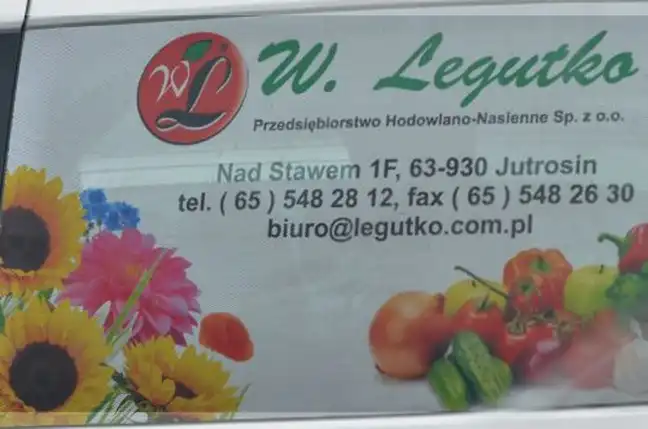 WL
W. Legutko
Przedsiębiorstwo Hodowlano-Nasienne Sp. z o.o.
Nad Stawem 1F, 63-930 Jutrosin
tel. ( 65 ) 548 28 12, fax ( 65 ) 548 26 30
biuro@legutko.com.pl